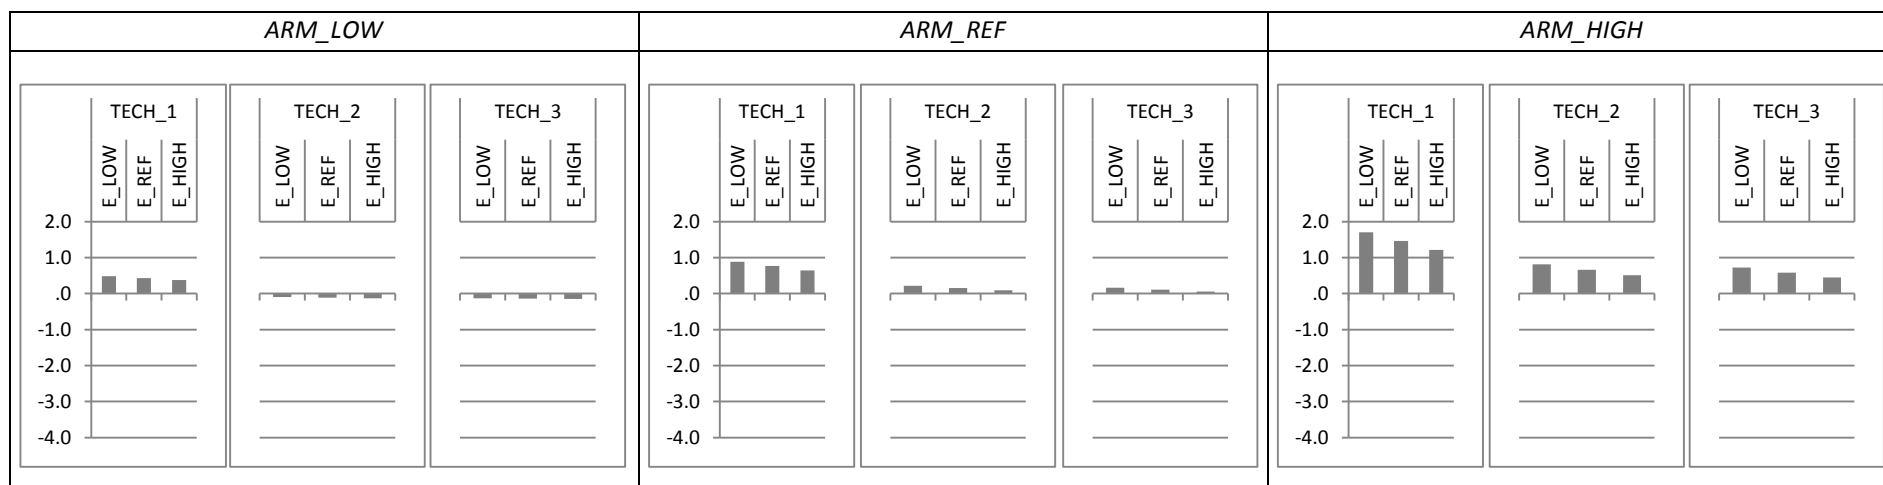 ARM_LOW ARM_REF ARM_HIGH
TECH_1 TECH_2 TECH_3 TECH_1 TECH_2 TECH_3 TECH_1 TECH_2 TECH_3
E_LOW E_REF E_HIGH E_LOW E_REF E_HIGH E_LOW E_REF E_HIGH E_LOW E_REF E_HIGH E_LOW E_REF E_HIGH E_LOW E_REF E_HIGH E_LOW E_REF E_HIGH E_LOW E_REF E_HIGH E_LOW E_REF E_HIGH
2.0 2.0 2.0
1.0 1.0 1.0
.0 .0 .0
-1.0 -1.0 -1.0
-2.0 -2.0 -2.0
-3.0 -3.0 -3.0
-4.0 -4.0 -4.0